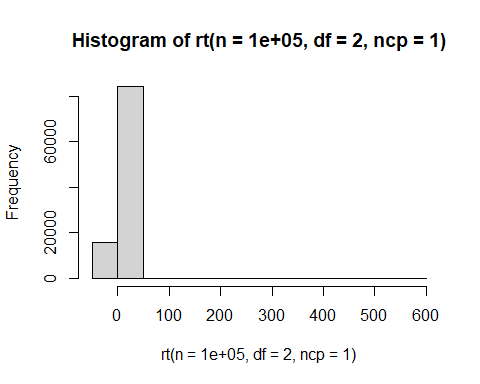 Histogram of rt(n = 1e+05, df = 2, ncp = 1)
Frequency
60000
20000
0
0 100 200 300 400 500 600
rt(n = 1e+05, df = 2, ncp = 1)